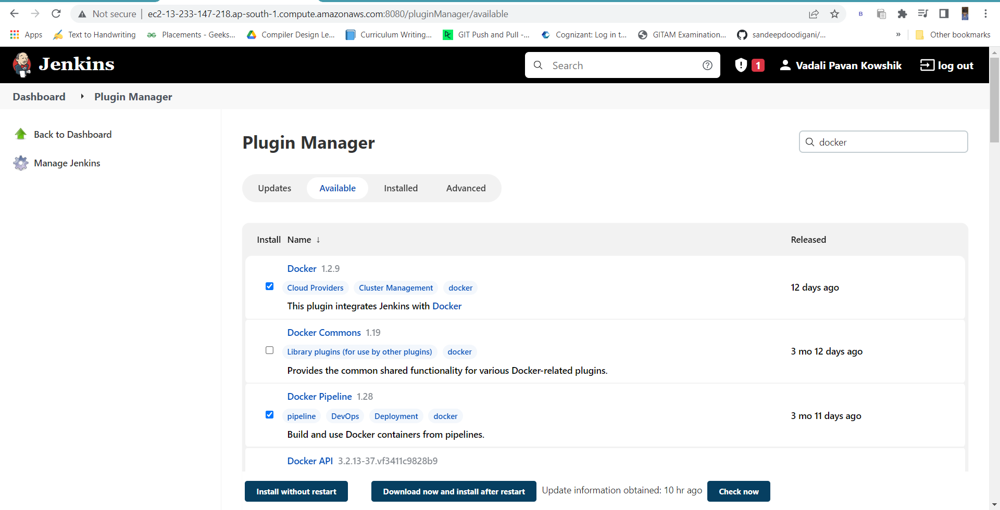 Not secure | ec2-13-233-147-218.ap-south-1.compute.amazonaws.com:8080/pluginManager/available
B
Apps Text to Handwriting Placements - Geeks... Compiler Design Le... Curriculum Writing... GIT Push and Pull -... Cognizant: Log in t... GITAM Examination... sandeepdoodigani/... » Other bookmarks
Jenkins Search 1 Vadali Pavan Kowshik log out
Dashboard Plugin Manager
Back to Dashboard
Manage Jenkins
Plugin Manager docker
Updates Available Installed Advanced
Install Name ↓ Released
Docker 1.2.9
Cloud Providers Cluster Management docker 12 days ago
This plugin integrates Jenkins with Docker
Docker Commons 1.19
Library plugins (for use by other plugins) docker 3 mo 12 days ago
Provides the common shared functionality for various Docker-related plugins.
Docker Pipeline 1.28
pipeline DevOps Deployment docker 3 mo 11 days ago
Build and use Docker containers from pipelines.
Docker API 3.2.13-37.vf3411c9828b9
Install without restart Download now and install after restart Update information obtained: 10 hr ago Check now